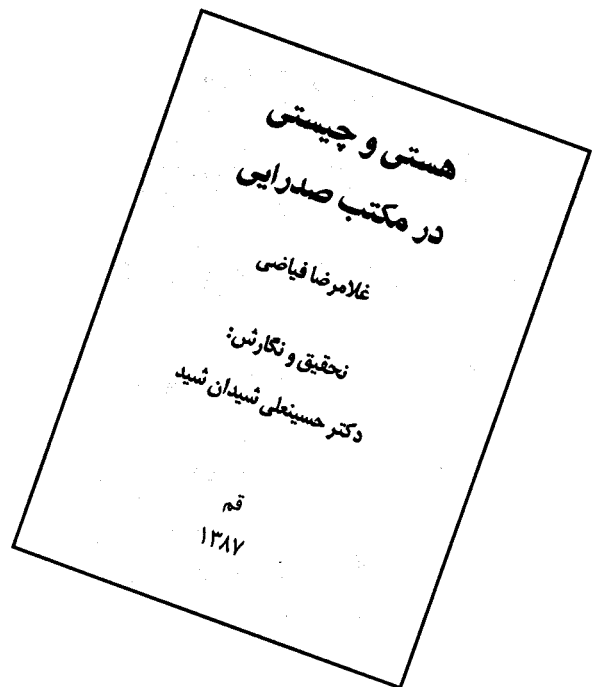 هستی و چیستی
در مکتب صدرایی
غلامرضا فیاضی
تحقیق و نگارش:
دکتر حسینعلی شیدان شید
قم
۱۳۸۷